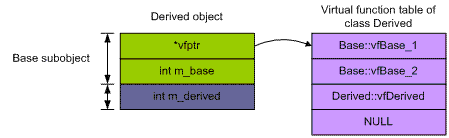 Derived object
Virtual function table of
class Derived
Base subobject
*vfptr
int m_base
int m_derived
Base::vfBase_1
Base::vfBase_2
Derived::vfDerived
NULL